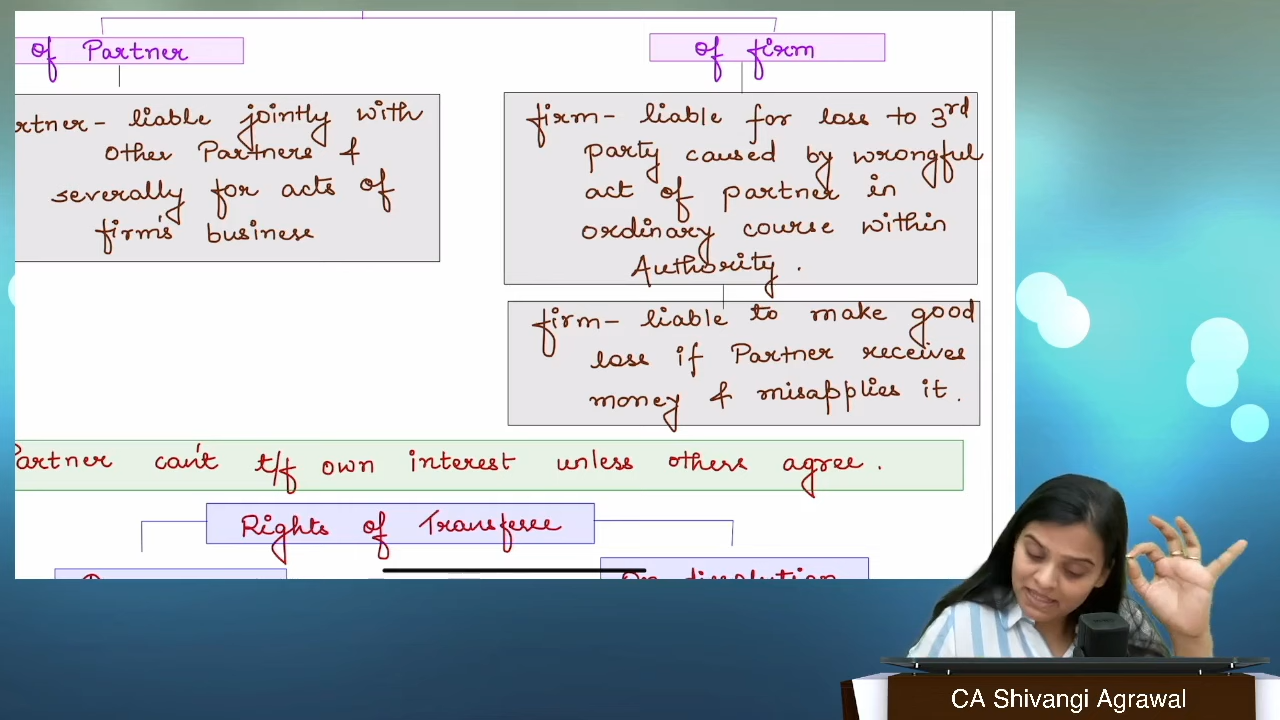 of Partner
of firm
rtner - liable jointly with
other Partners &
severally for acts of
firm's business
firm - liable for loss to 3rd
party caused by wrongful
act of partner in
ordinary course within
Authority.
firm - liable to make good
loss if Partner receives
money & misapplies it.
Partner can't t/f own interest unless others agree.
Rights of Transferee
On dissolution
CA Shivangi Agrawal